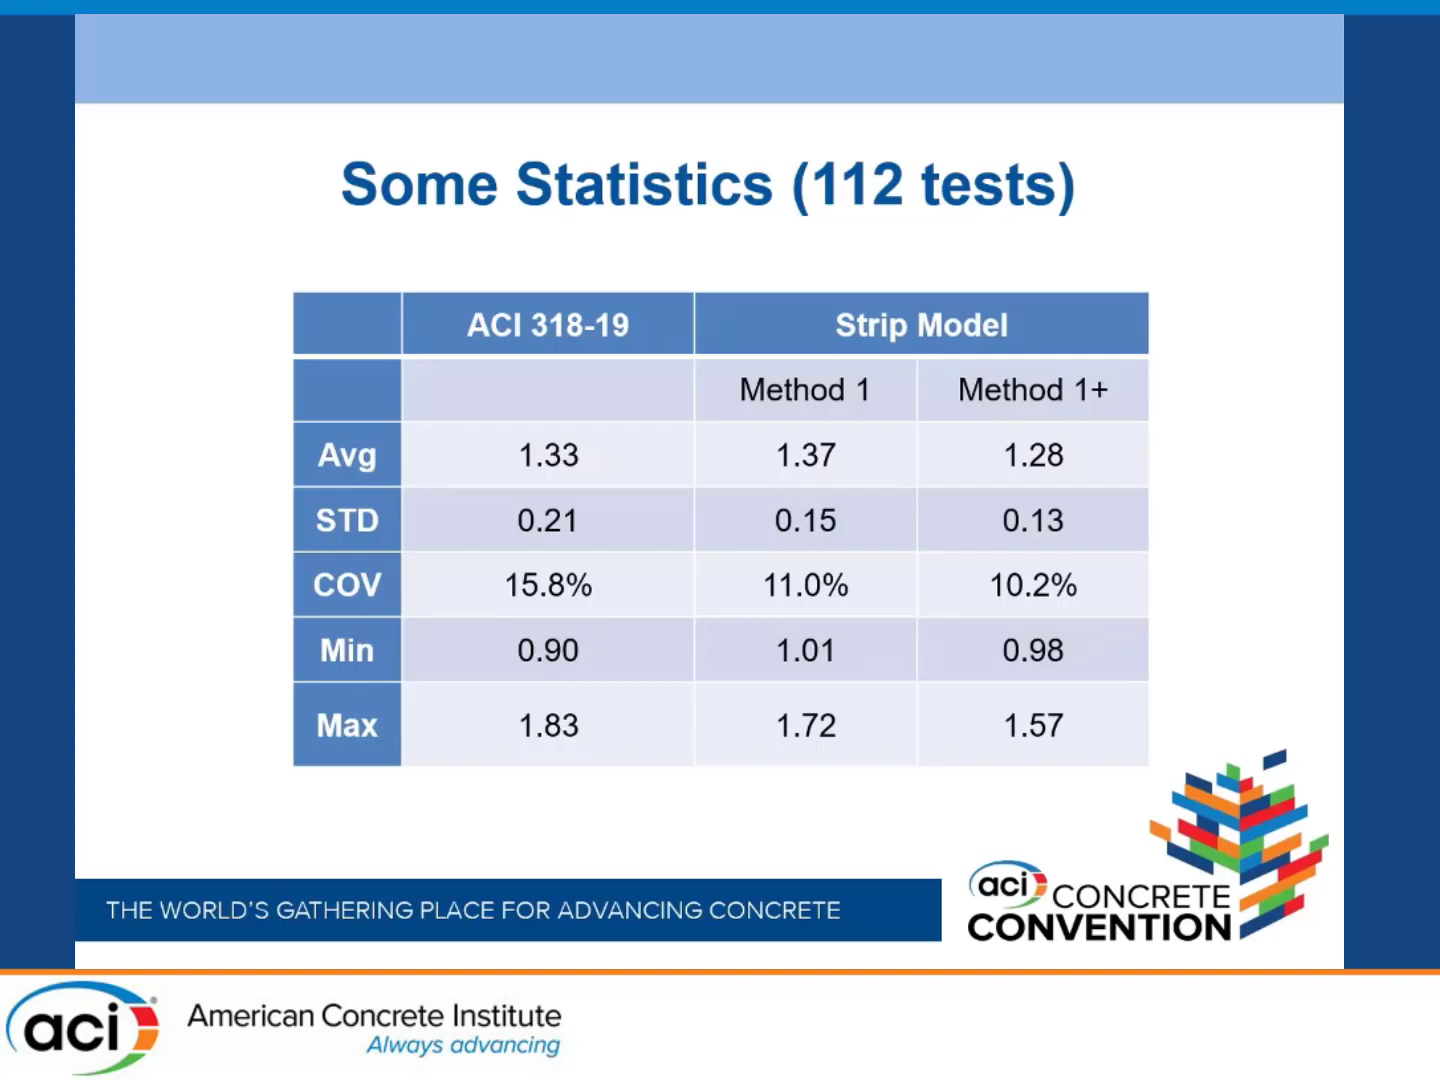 Some Statistics (112 tests)
ACI 318-19 Strip Model
Method 1 Method 1+
Avg 1.33 1.37 1.28
STD 0.21 0.15 0.13
COV 15.8% 11.0% 10.2%
Min 0.90 1.01 0.98
Max 1.83 1.72 1.57
THE WORLD'S GATHERING PLACE FOR ADVANCING CONCRETE
aci CONCRETE
CONVENTION
aci® American Concrete Institute
Always advancing